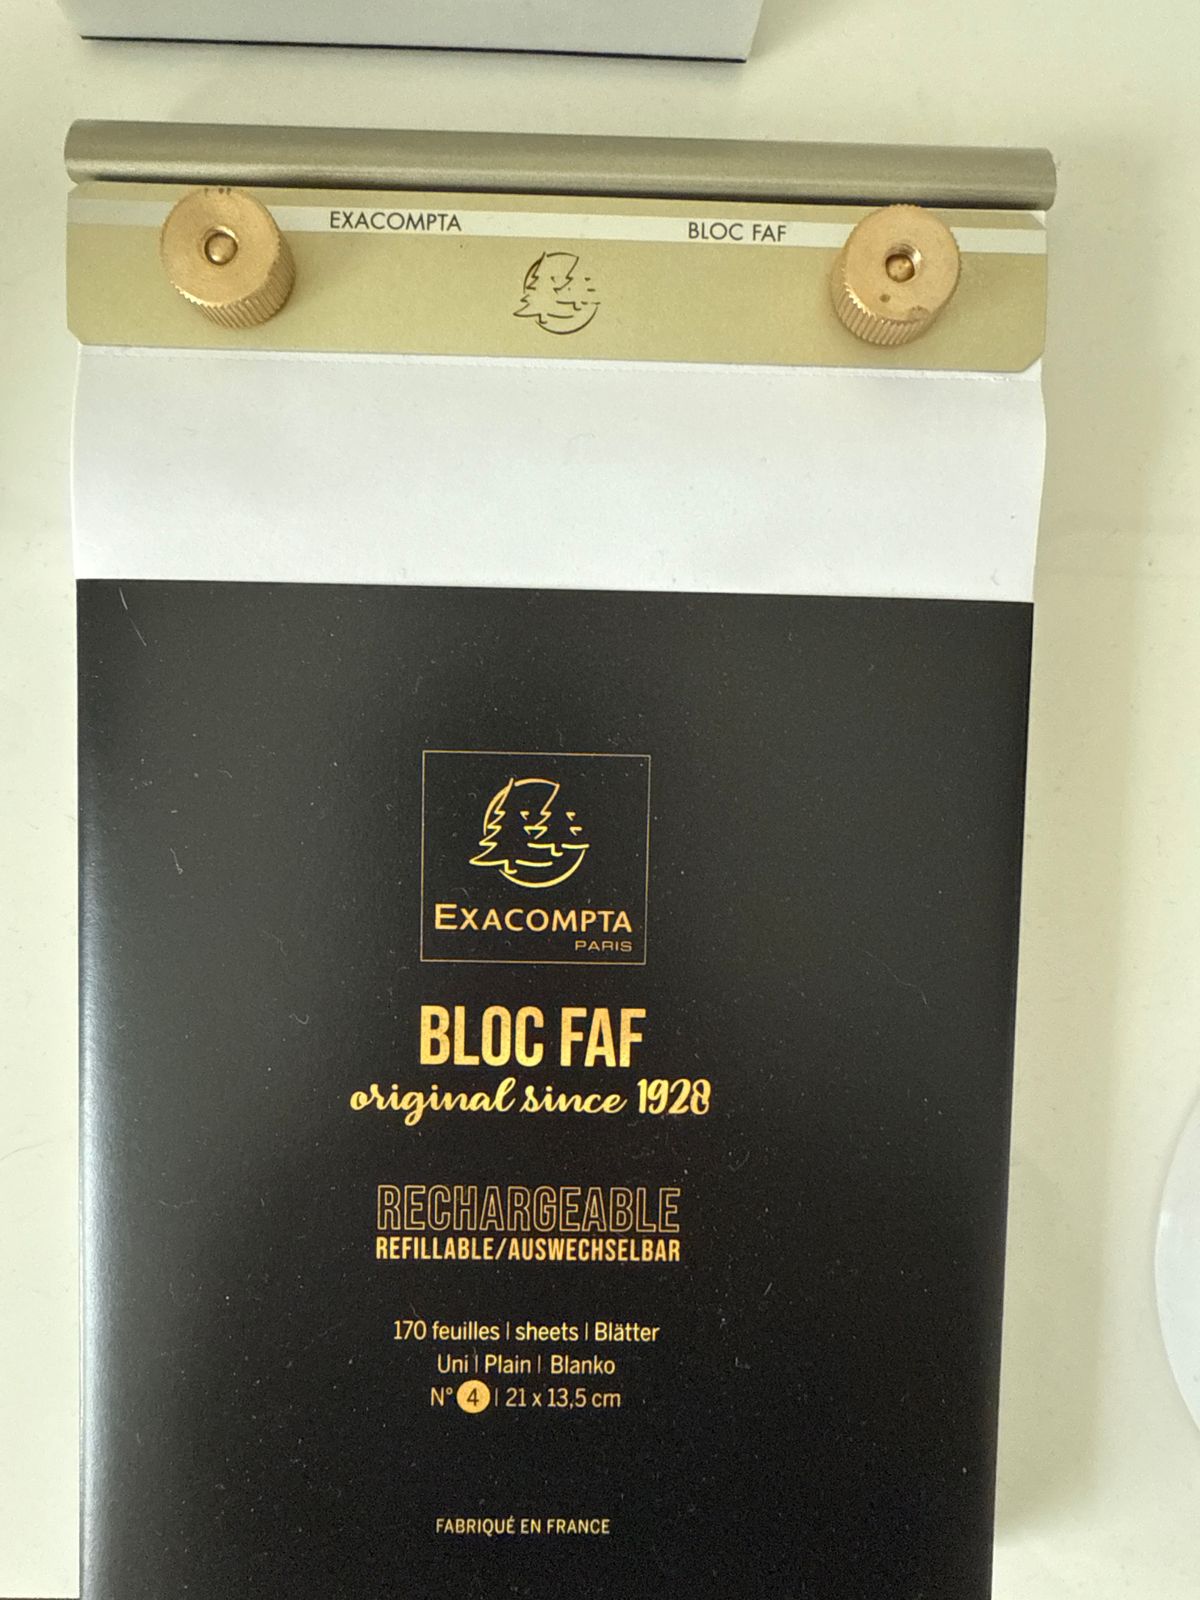 EXACOMPTA BLOC FAF
EXACOMPTA
PARIS
BLOC FAF
original since 1928
RECHARGEABLE
REFILLABLE/AUSWECHSELBAR
170 feuilles | sheets | Blätter
Uni | Plain | Blanko
N° 4 | 21 x 13,5 cm
FABRIQUÉ EN FRANCE